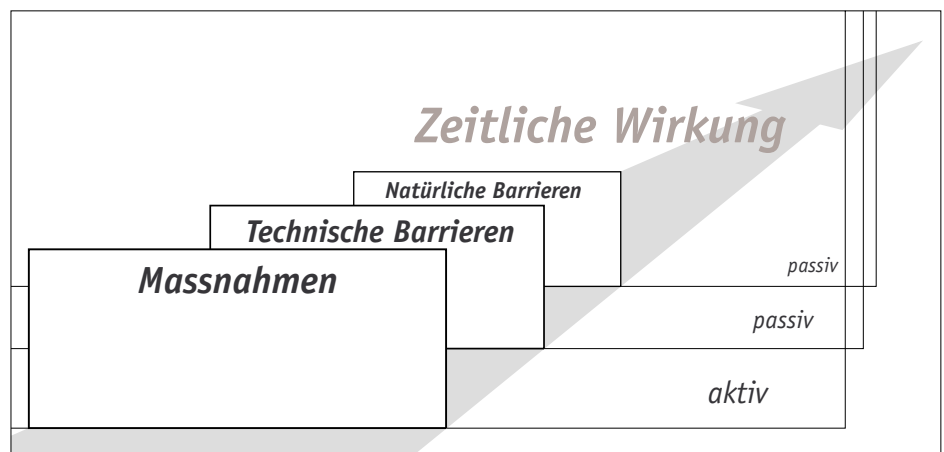 Zeitliche Wirkung
Natürliche Barrieren
Technische Barrieren
Massnahmen
passiv
passiv
aktiv